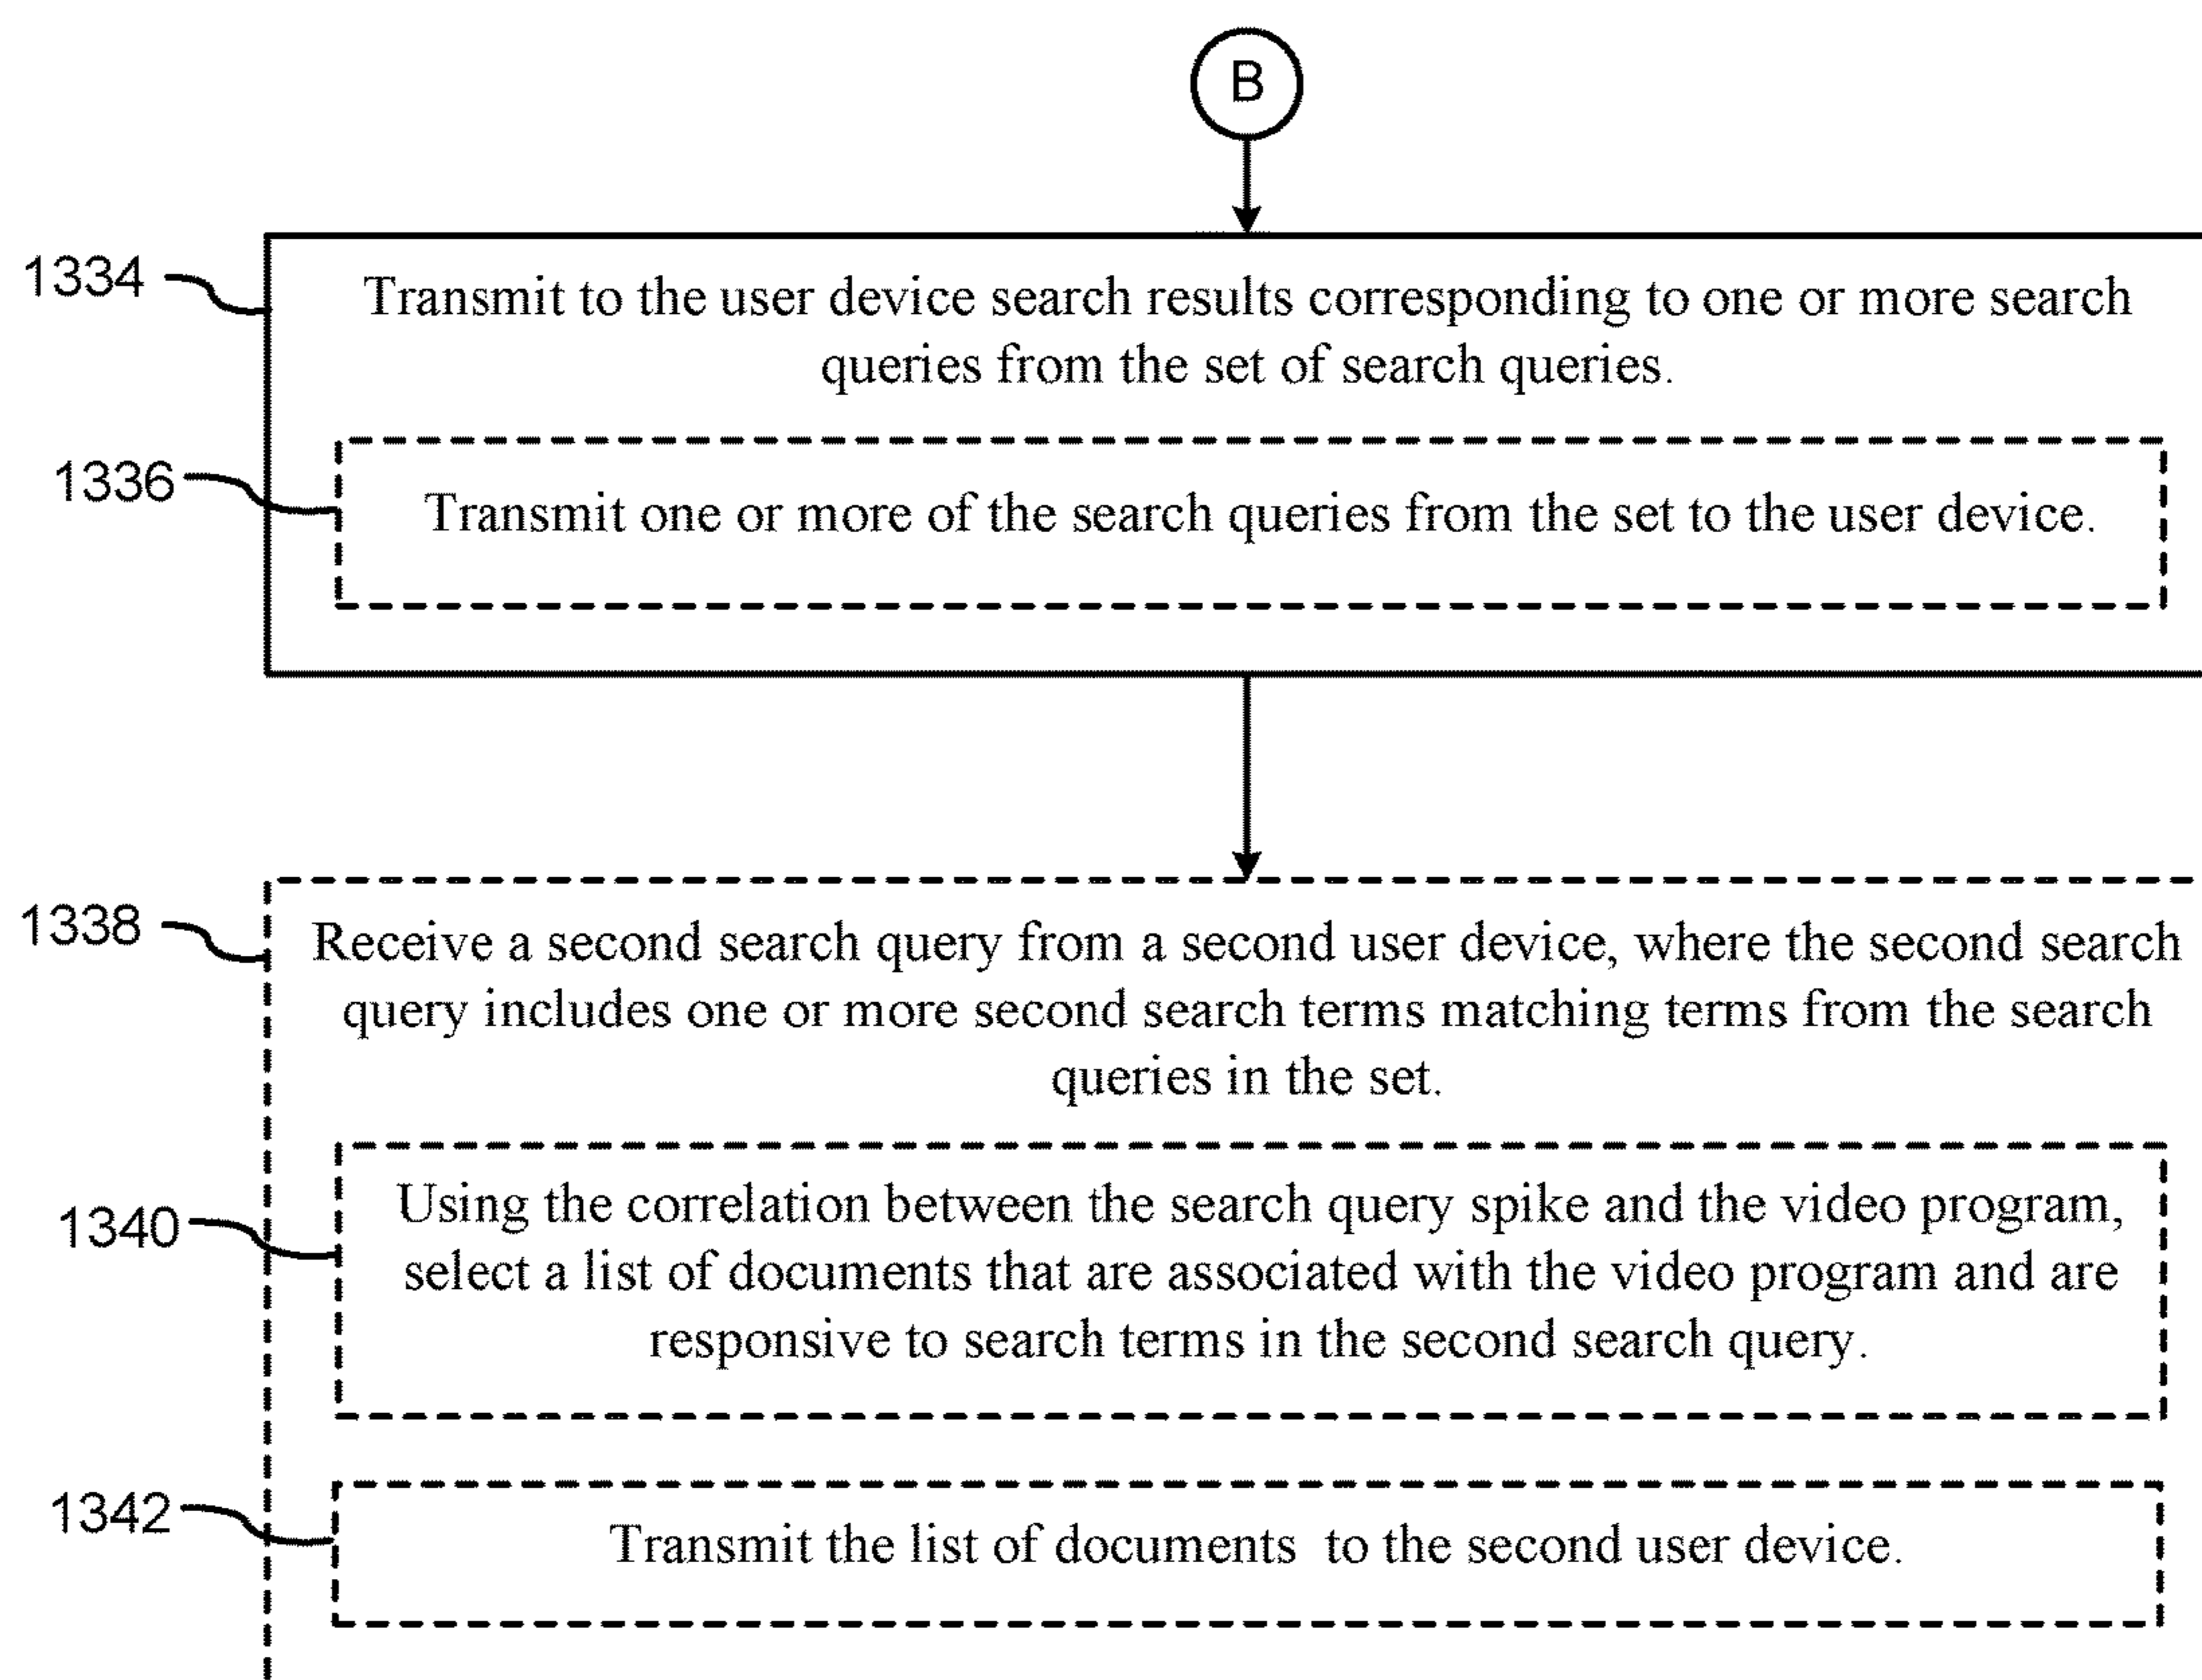 B
1334
Transmit to the user device search results corresponding to one or more search
queries from the set of search queries.
1336
Transmit one or more of the search queries from the set to the user device.
1338
Receive a second search query from a second user device, where the second search
query includes one or more second search terms matching terms from the search
queries in the set.
1340
Using the correlation between the search query spike and the video program,
select a list of documents that are associated with the video program and are
responsive to search terms in the second search query.
1342
Transmit the list of documents to the second user device.